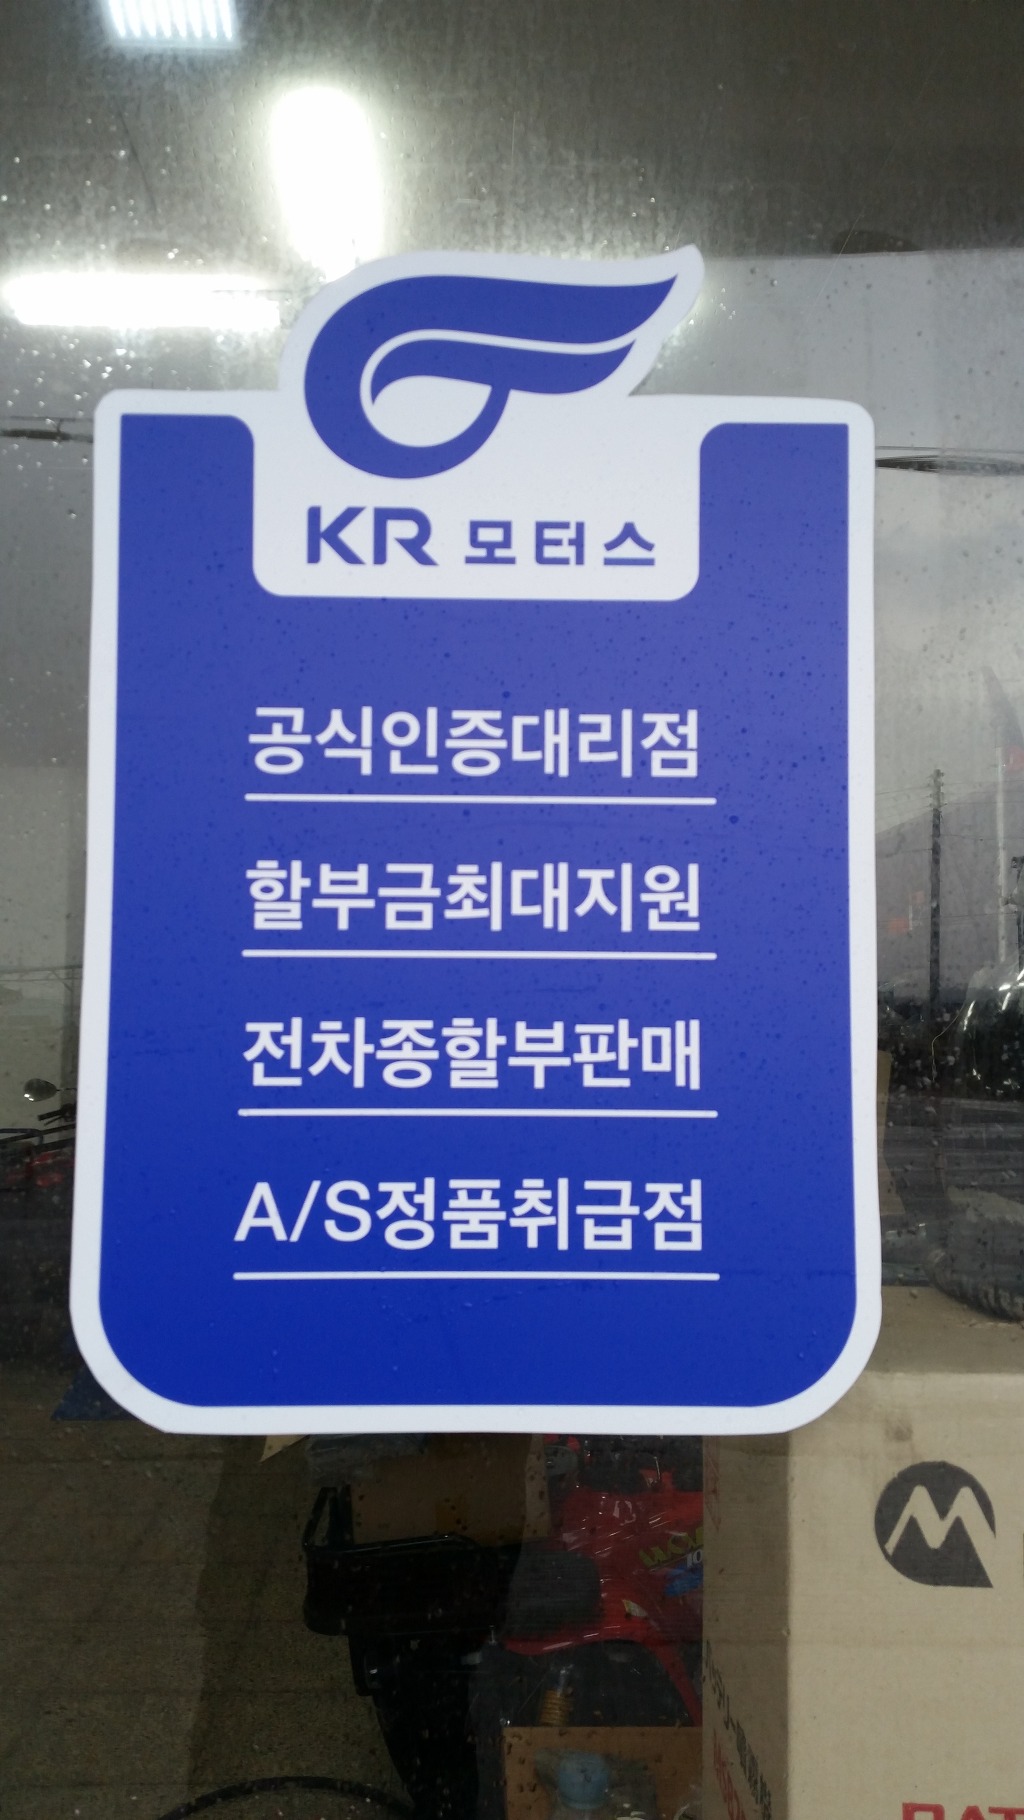 KR 모터스
공식인증대리점
할부금최대지원
전차종할부판매
A/S정품취급점